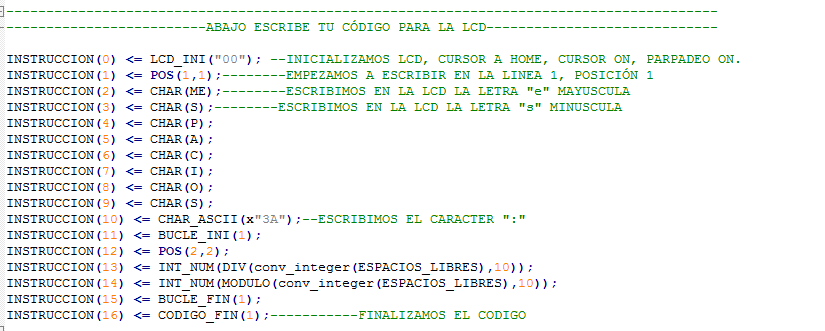 --------------------------------------------------------------------------------------------
-------------------------ABAJO ESCRIBE TU CÓDIGO PARA LA LCD-----------------------------
INSTRUCCION(0) <= LCD_INI("00"); --INICIALIZAMOS LCD, CURSOR A HOME, CURSOR ON, PARPADEO ON.
INSTRUCCION(1) <= POS(1,1);--------EMPEZAMOS A ESCRIBIR EN LA LINEA 1, POSICIÓN 1
INSTRUCCION(2) <= CHAR(ME);--------ESCRIBIMOS EN LA LCD LA LETRA "e" MAYUSCULA
INSTRUCCION(3) <= CHAR(S);--------ESCRIBIMOS EN LA LCD LA LETRA "s" MINUSCULA
INSTRUCCION(4) <= CHAR(P);
INSTRUCCION(5) <= CHAR(A);
INSTRUCCION(6) <= CHAR(C);
INSTRUCCION(7) <= CHAR(I);
INSTRUCCION(8) <= CHAR(O);
INSTRUCCION(9) <= CHAR(S);
INSTRUCCION(10) <= CHAR_ASCII(x"3A");--ESCRIBIMOS EL CARACTER ":"
INSTRUCCION(11) <= BUCLE_INI(1);
INSTRUCCION(12) <= POS(2,2);
INSTRUCCION(13) <= INT_NUM(DIV(conv_integer(ESPACIOS_LIBRES),10));
INSTRUCCION(14) <= INT_NUM(MODULO(conv_integer(ESPACIOS_LIBRES),10));
INSTRUCCION(15) <= BUCLE_FIN(1);
INSTRUCCION(16) <= CODIGO_FIN(1);-----------FINALIZAMOS EL CODIGO